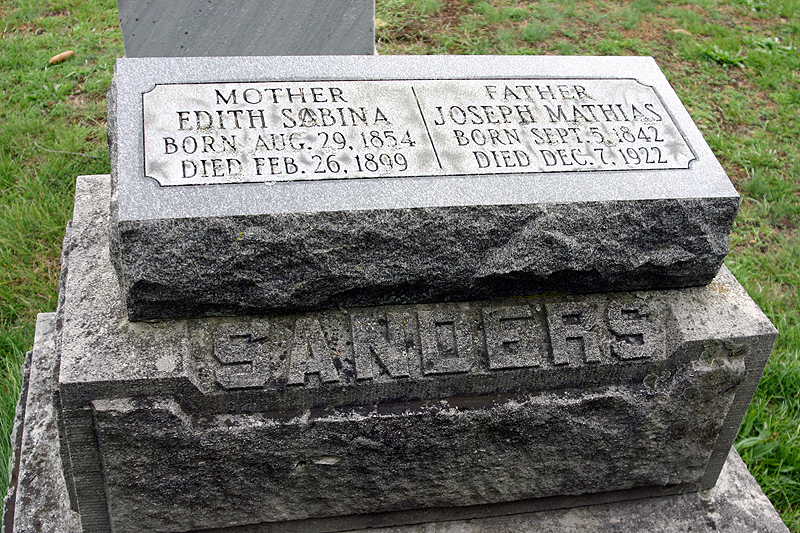 MOTHER
EDITH SABINA
BORN AUG. 29, 1854
DIED FEB. 26, 1899
FATHER
JOSEPH MATHIAS
BORN SEPT. 5, 1842
DIED DEC. 7, 1922
SANDERS